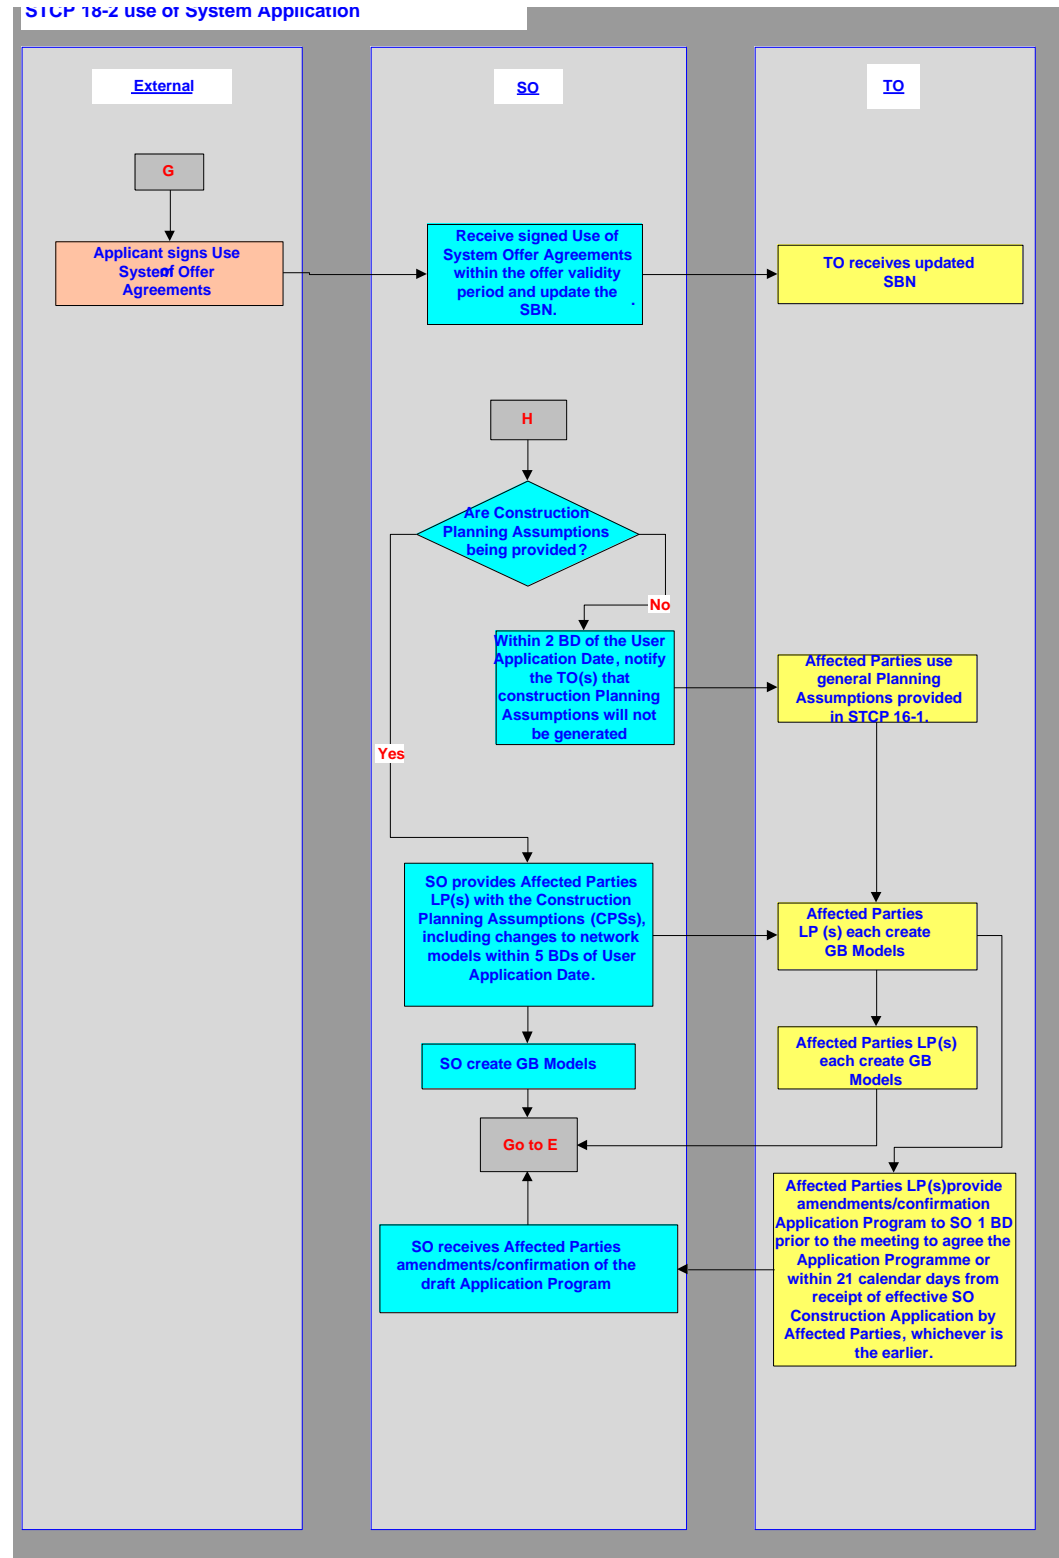 STCP 18-2 use of System Application
External
SO
TO
G
Applicant signs Use
of
System Offer
Agreements
Receive signed Use of
System Offer Agreements
within the offer validity
period and update the
SBN.
.
TO receives updated
SBN
H
Are Construction
Planning Assumptions
being provided?
No
Within 2 BD of the User
Application Date, notify
the TO(s) that
construction Planning
Assumptions will not
be generated
Affected Parties use
general Planning
Assumptions provided
in STCP 16-1.
Yes
SO provides Affected Parties
LP(s) with the Construction
Planning Assumptions (CPSs),
including changes to network
models within 5 BDs of User
Application Date.
Affected Parties
LP (s) each create
GB Models
SO create GB Models
Affected Parties LP(s)
each create GB
Models
Go to E
Affected Parties LP(s)provide
amendments/confirmation
Application Program to SO 1 BD
prior to the meeting to agree the
Application Programme or
within 21 calendar days from
receipt of effective SO
Construction Application by
Affected Parties, whichever is
the earlier.
SO receives Affected Parties
amendments/confirmation of the
draft Application Program